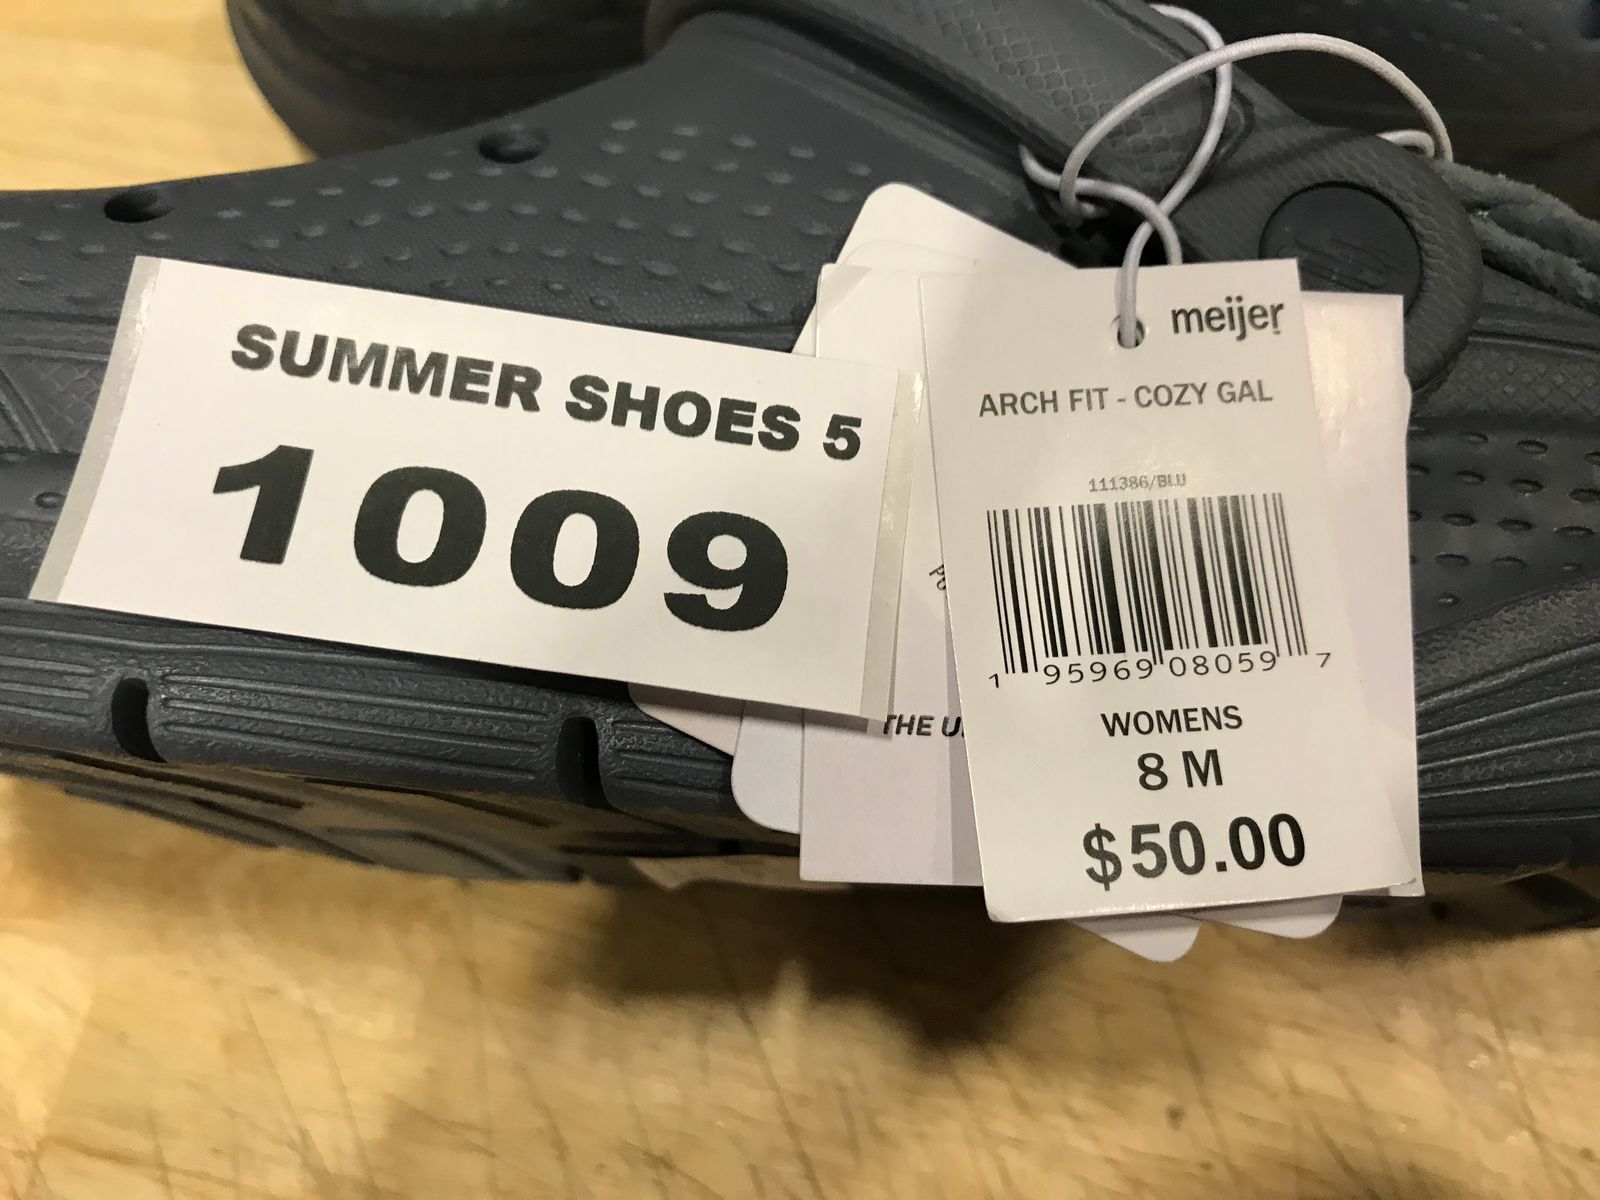 SUMMER SHOES 5
1009
meijer
ARCH FIT - COZY GAL
111386/BLU
1 95969 08059 7
WOMENS
8 M
$50.00
THE